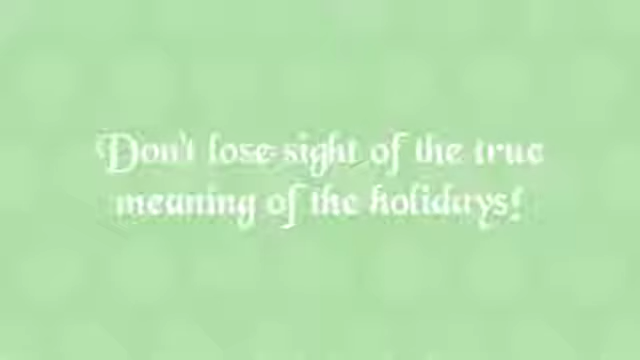 Don't lose sight of the true
meaning of the holidays!